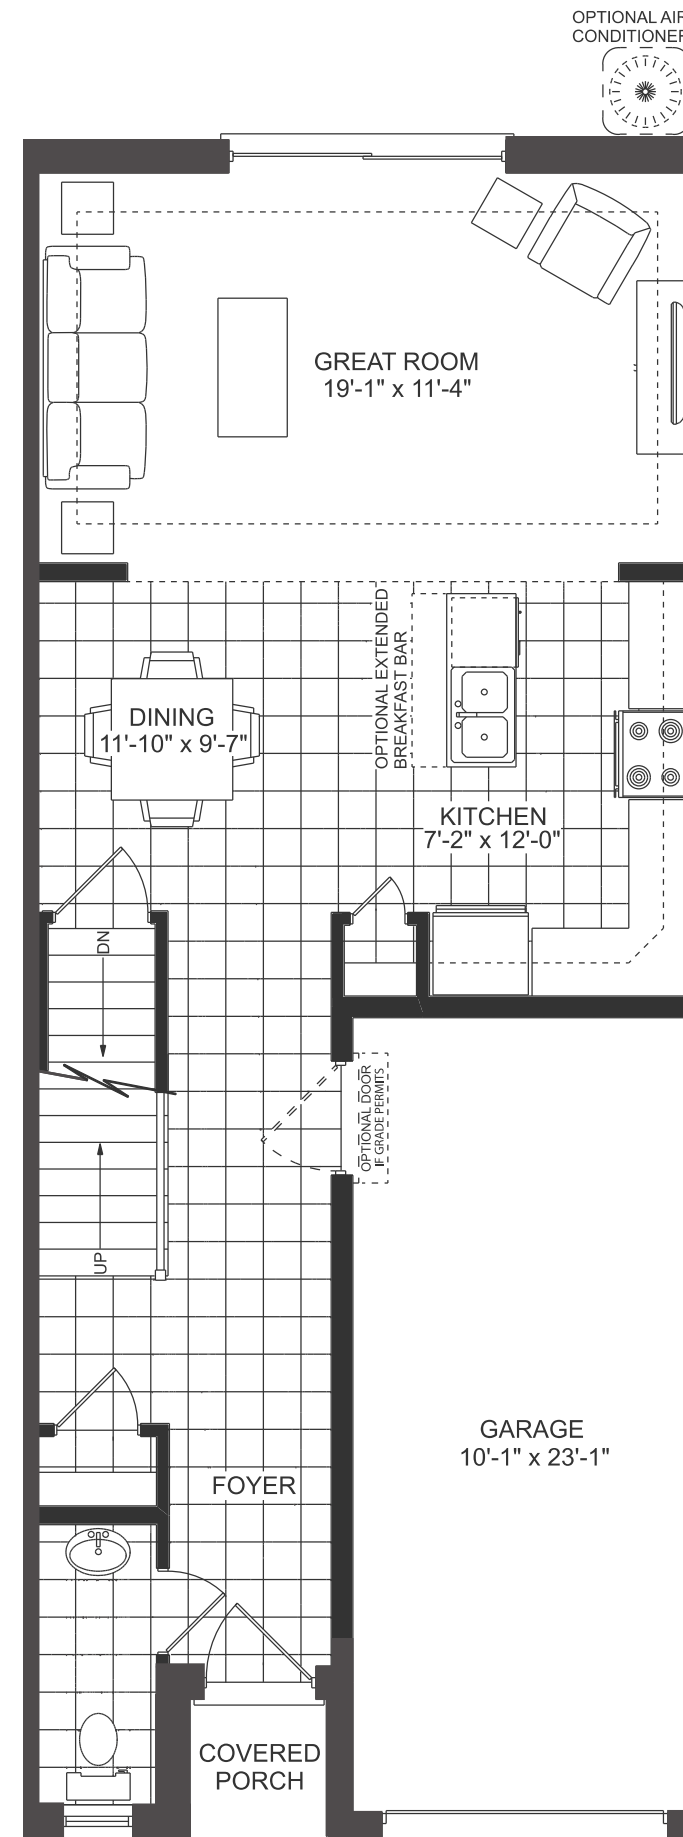 OPTIONAL AIR
CONDITIONER
GREAT ROOM
19'-1" x 11'-4"
OPTIONAL EXTENDED
BREAKFAST BAR
DINING
11'-10" x 9'-7"
KITCHEN
7'-2" x 12'-0"
DN
OPTIONAL DOOR
IF GRADE PERMITS
UP
GARAGE
10'-1" x 23'-1"
FOYER
COVERED
PORCH